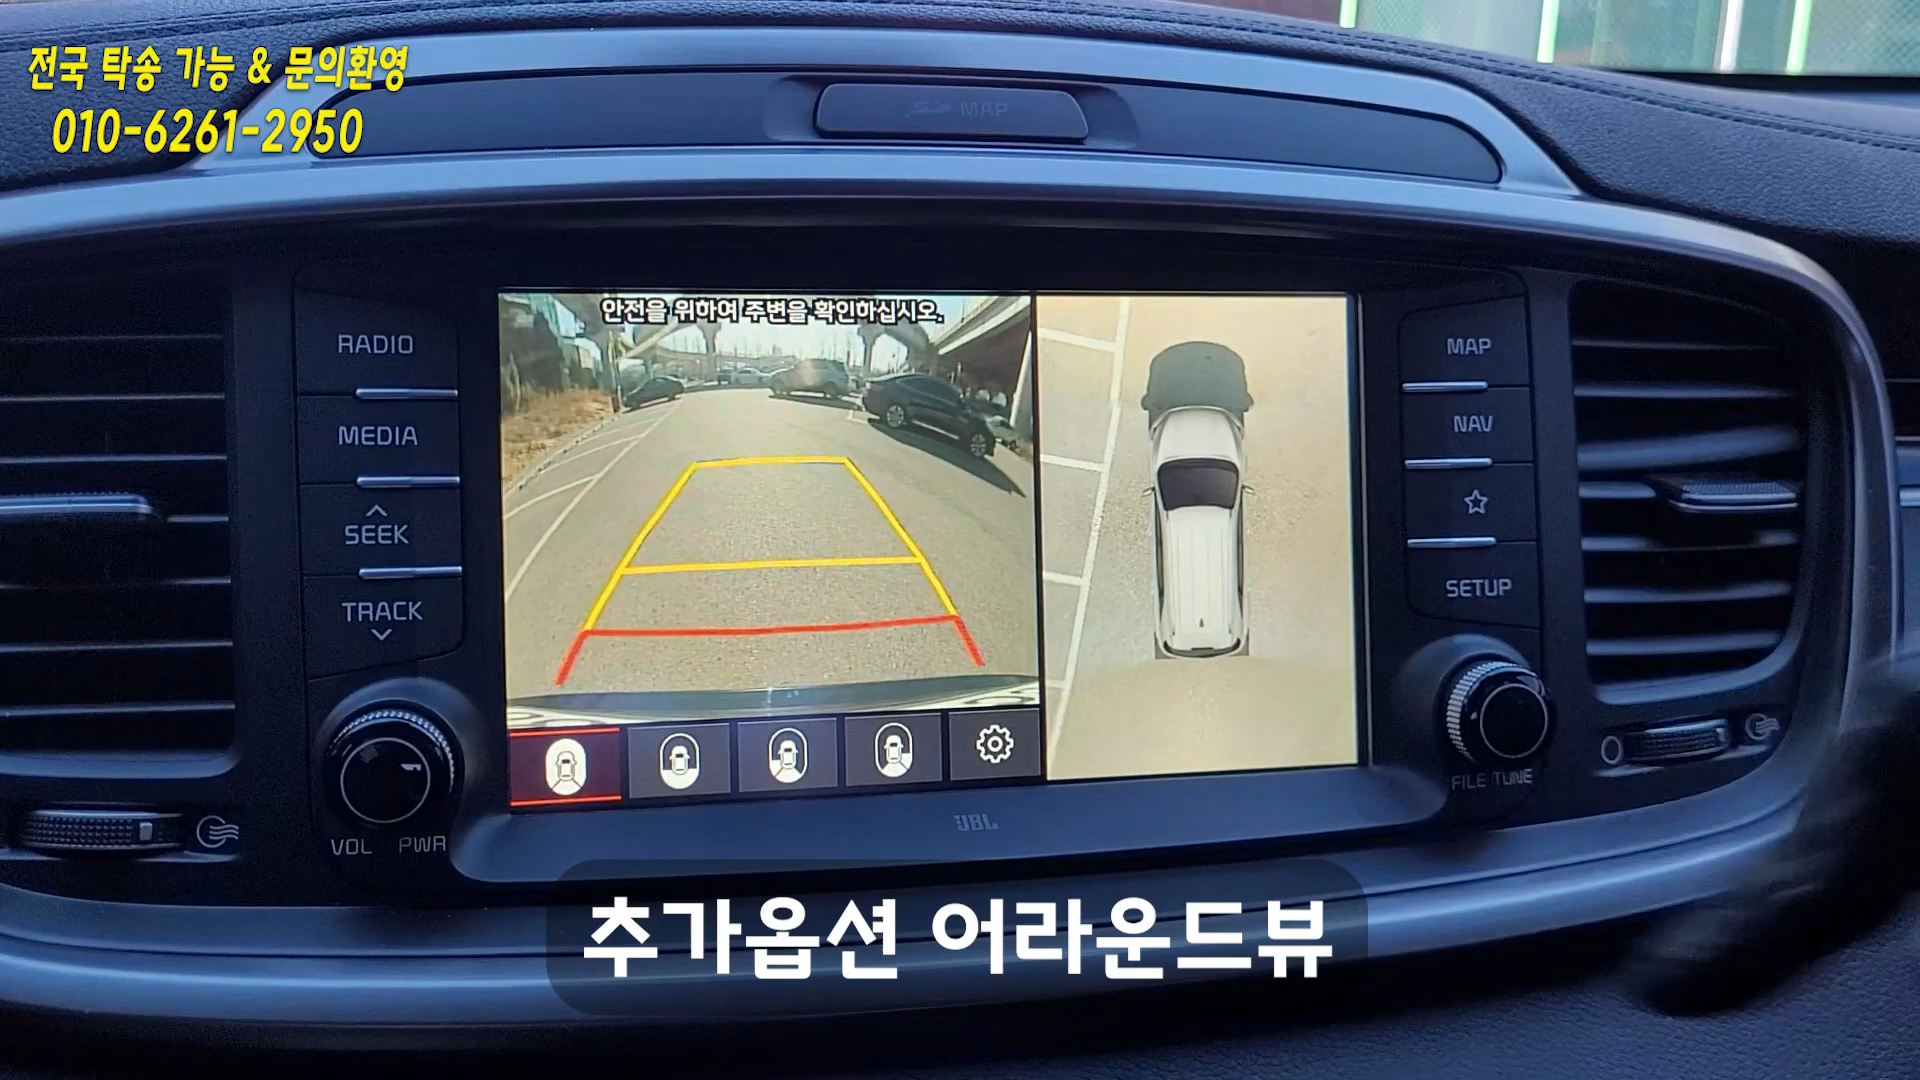 전국 탁송 가능 & 문의환영
010-6261-2950
MAP
안전을 위하여 주변을 확인하십시오.
RADIO
MEDIA
SEEK
TRACK
VOL PWR
MAP
NAV
SETUP
FILE TUNE
JBL
추가옵션 어라운드뷰